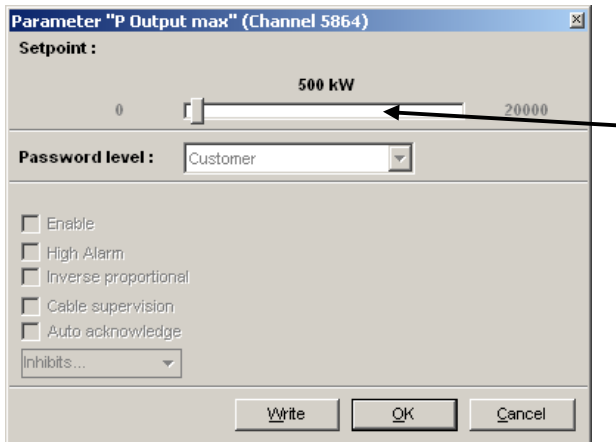 Parameter "P Output max" (Channel 5864)
Setpoint :
500 kW
0 20000
Password level : Customer
Enable
High Alarm
Inverse proportional
Cable supervision
Auto acknowledge
Inhibits...
Write OK Cancel